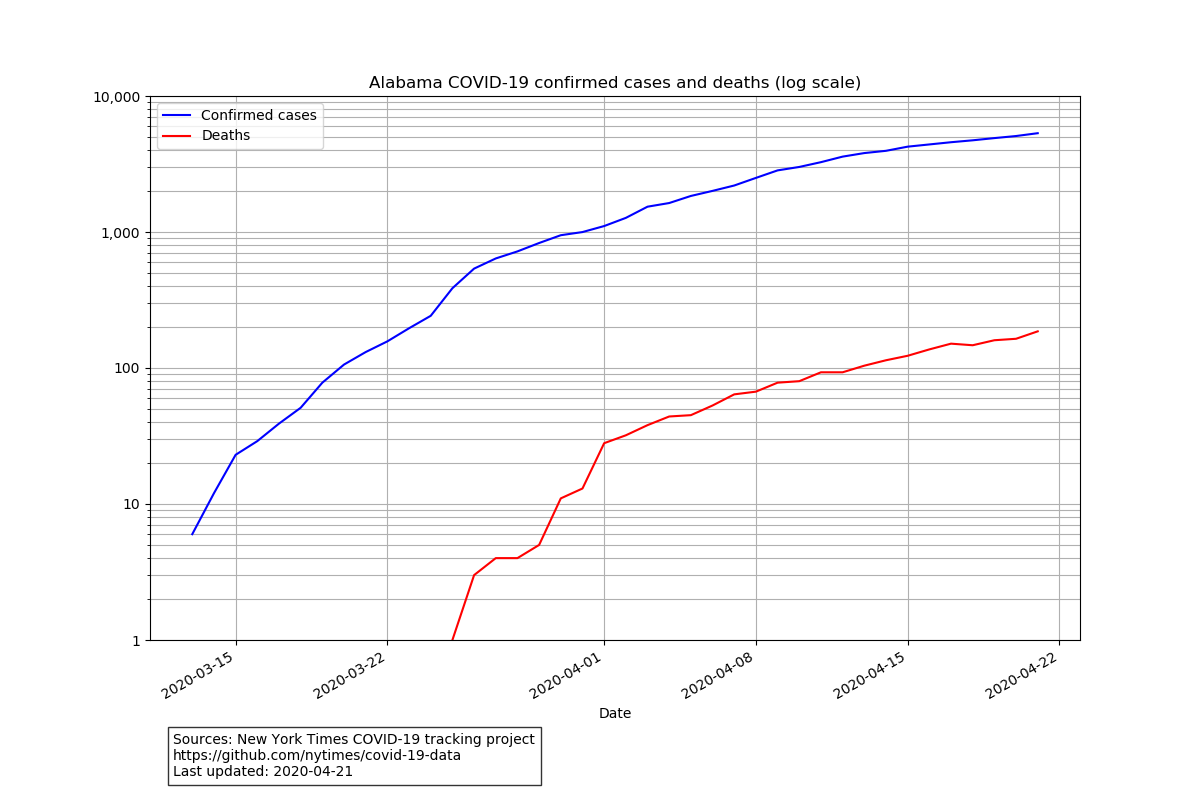 Alabama COVID-19 confirmed cases and deaths (log scale)
10,000
1,000
100
10
1
Confirmed cases
Deaths
2020-03-15
2020-03-22
2020-04-01
2020-04-08
2020-04-15
2020-04-22
Date
Sources: New York Times COVID-19 tracking project
https://github.com/nytimes/covid-19-data
Last updated: 2020-04-21